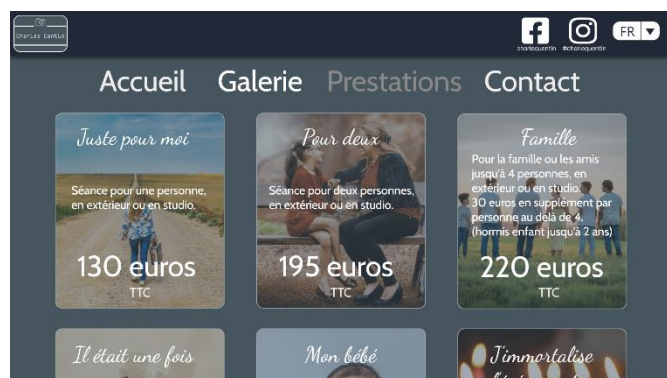 Charles Cantin
charlequentin
#charlequentin
FR
Accueil
Galerie
Prestations
Contact
Juste pour moi
Séance pour une personne,
en extérieur ou en studio.
130 euros
TTC
Pour deux
Séance pour deux personnes,
en extérieur ou en studio.
195 euros
TTC
Famille
Pour la famille ou les amis
jusqu'à 4 personnes, en
extérieur ou en studio.
30 euros en supplément par
personne au delà de 4.
(hormis enfant jusqu'à 2 ans)
220 euros
TTC
Il était une fois
Mon bébé
J'immortalise